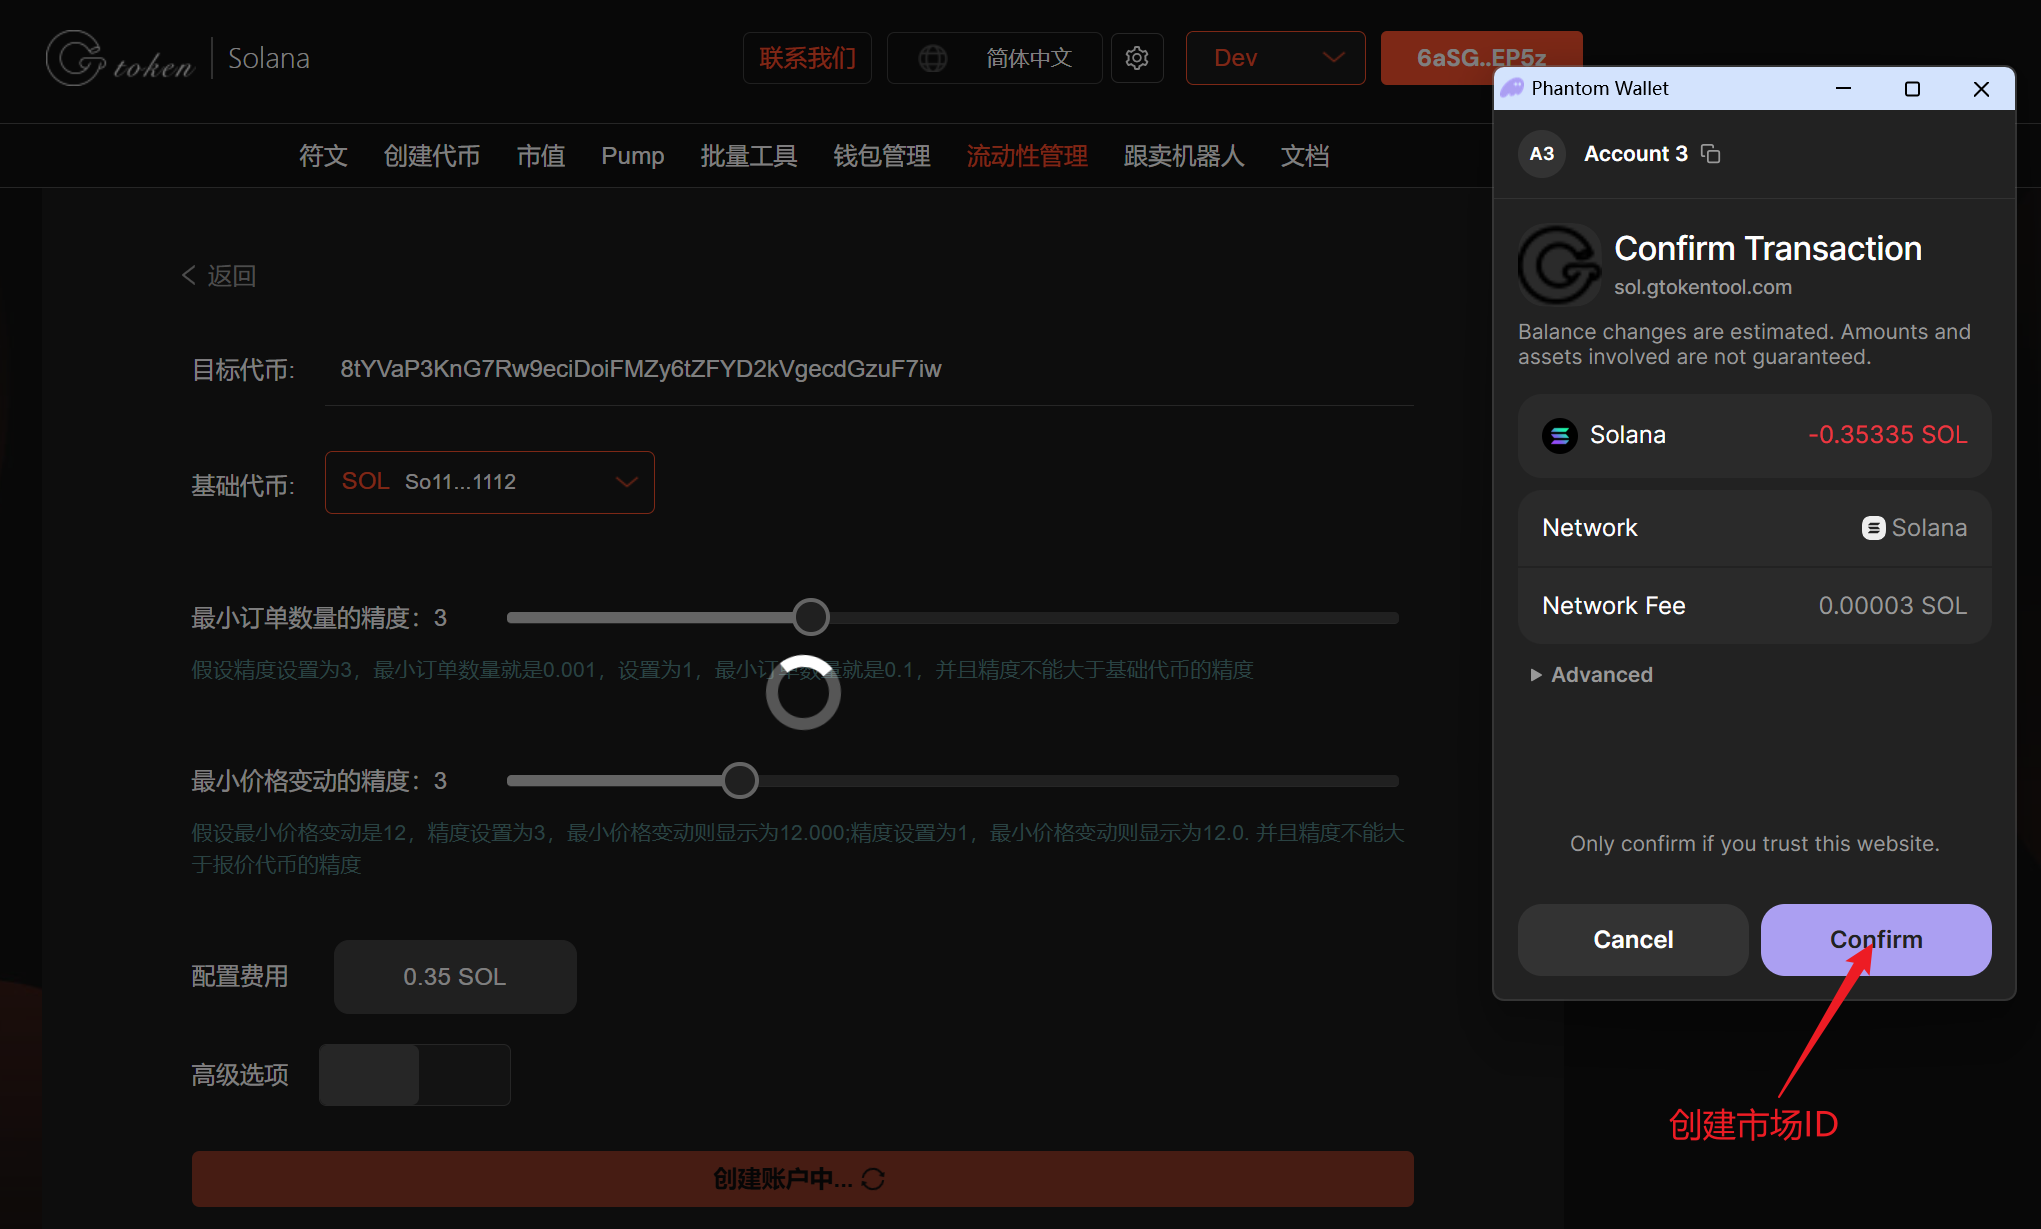 Gtoken
Solana
联系我们
简体中文
Dev
6aSG..EP5z
符文
创建代币
市值
Pump
批量工具
钱包管理
流动性管理
跟卖机器人
文档
返回
目标代币:
8tYVaP3KnG7Rw9eciDoiFMZy6tZFYD2kVgecdGzuF7iw
基础代币:
SOL So11...1112
最小订单数量的精度：3
假设精度设置为3，最小订单数量就是0.001，设置为1，最小订单数量就是0.1，并且精度不能大于基础代币的精度
最小价格变动的精度：3
假设最小价格变动是12，精度设置为3，最小价格变动则显示为12.000;精度设置为1，最小价格变动则显示为12.0. 并且精度不能大
于报价代币的精度
配置费用
0.35 SOL
高级选项
创建账户中...
Phantom Wallet
A3
Account 3
Confirm Transaction
sol.gtokentool.com
Balance changes are estimated. Amounts and
assets involved are not guaranteed.
Solana
-0.35335 SOL
Network
Solana
Network Fee
0.00003 SOL
Advanced
Only confirm if you trust this website.
Cancel
Confirm
创建市场ID